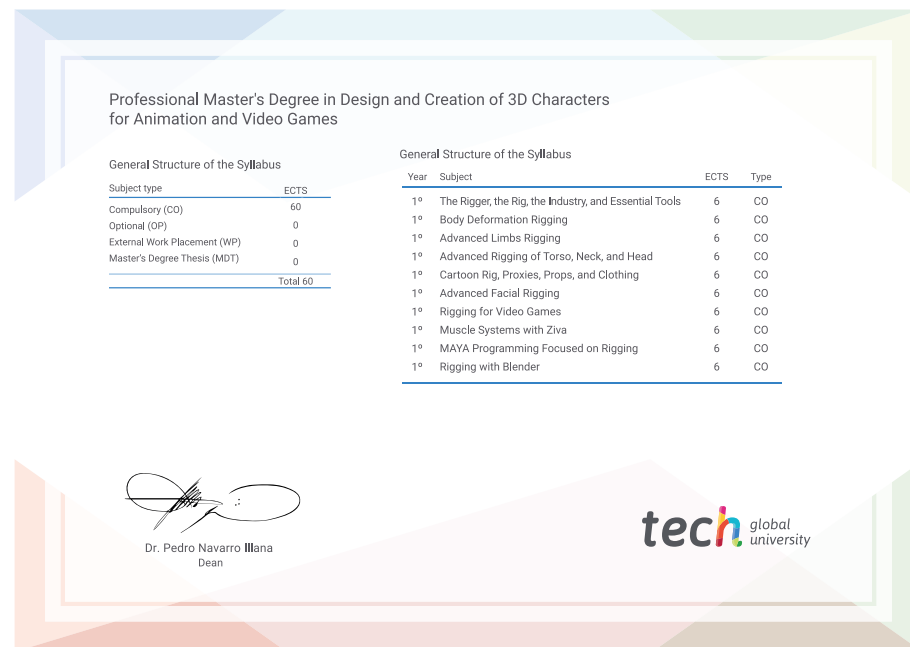 Professional Master's Degree in Design and Creation of 3D Characters
for Animation and Video Games
General Structure of the Syllabus
Subject type ECTS
Compulsory (CO) 60
Optional (OP) 0
External Work Placement (WP) 0
Master's Degree Thesis (MDT) 0
Total 60
General Structure of the Syllabus
Year Subject ECTS Type
1º The Rigger, the Rig, the Industry, and Essential Tools 6 CO
1º Body Deformation Rigging 6 CO
1º Advanced Limbs Rigging 6 CO
1º Advanced Rigging of Torso, Neck, and Head 6 CO
1º Cartoon Rig, Proxies, Props, and Clothing 6 CO
1º Advanced Facial Rigging 6 CO
1º Rigging for Video Games 6 CO
1º Muscle Systems with Ziva 6 CO
1º MAYA Programming Focused on Rigging 6 CO
1º Rigging with Blender 6 CO
Dr. Pedro Navarro Illana
Dean
tech global
university